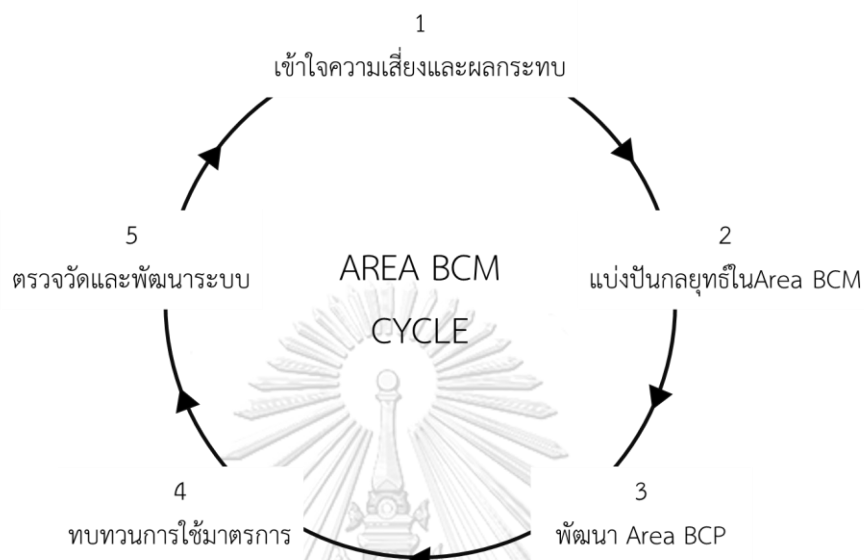 1
เข้าใจความเสี่ยงและผลกระทบ
2
แบ่งปันกลยุทธ์ในArea BCM
3
พัฒนา Area BCP
4
ทบทวนการใช้มาตรการ
5
ตรวจวัดและพัฒนาระบบ
AREA BCM
CYCLE